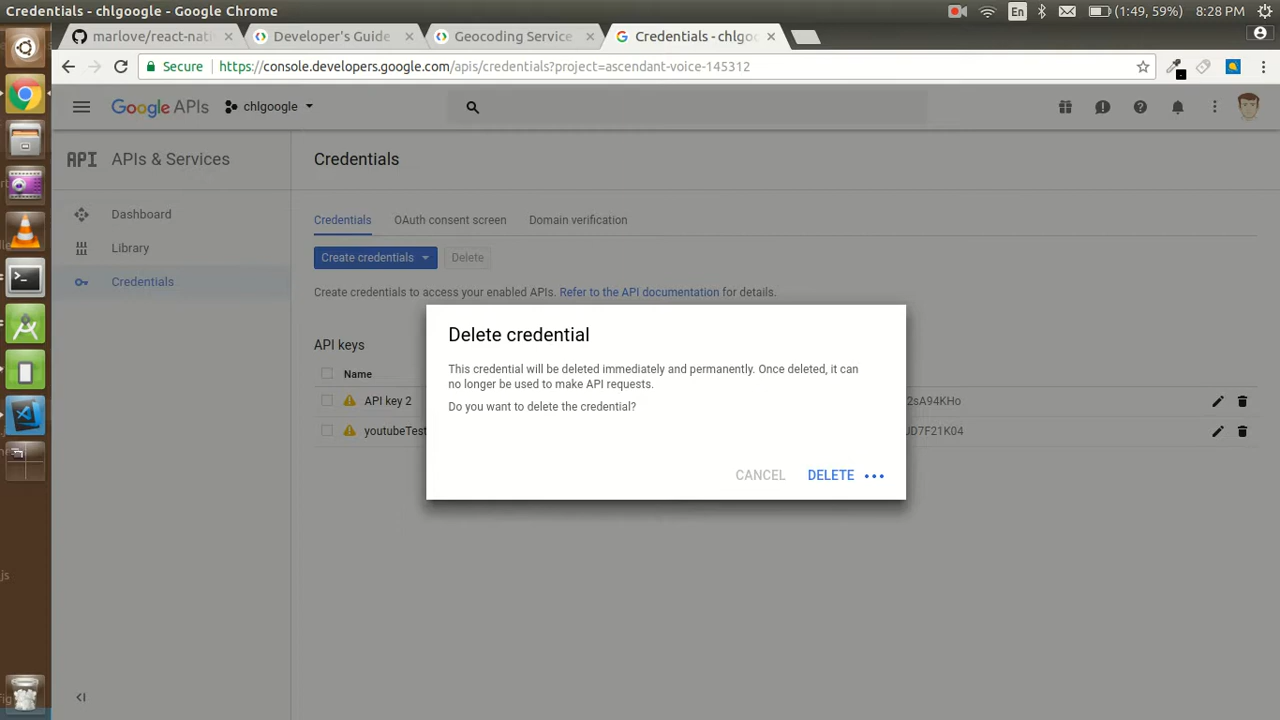 Credentials - chlgoogle - Google Chrome
En
(1:49, 59%)
8:28 PM
marlove/react-nati
Developer's Guide
Geocoding Service
Credentials - chlgoo
Secure
https://console.developers.google.com/apis/credentials?project=ascendant-voice-145312
Google APIs
chlgoogle
API
APIs & Services
Credentials
Dashboard
Library
Credentials
Credentials
OAuth consent screen
Domain verification
Create credentials
Delete
Create credentials to access your enabled APIs. Refer to the API documentation for details.
API keys
Name
API key 2
2sA94KHo
youtubeTest
JD7F21K04
Delete credential
This credential will be deleted immediately and permanently. Once deleted, it can
no longer be used to make API requests.
Do you want to delete the credential?
CANCEL
DELETE
js